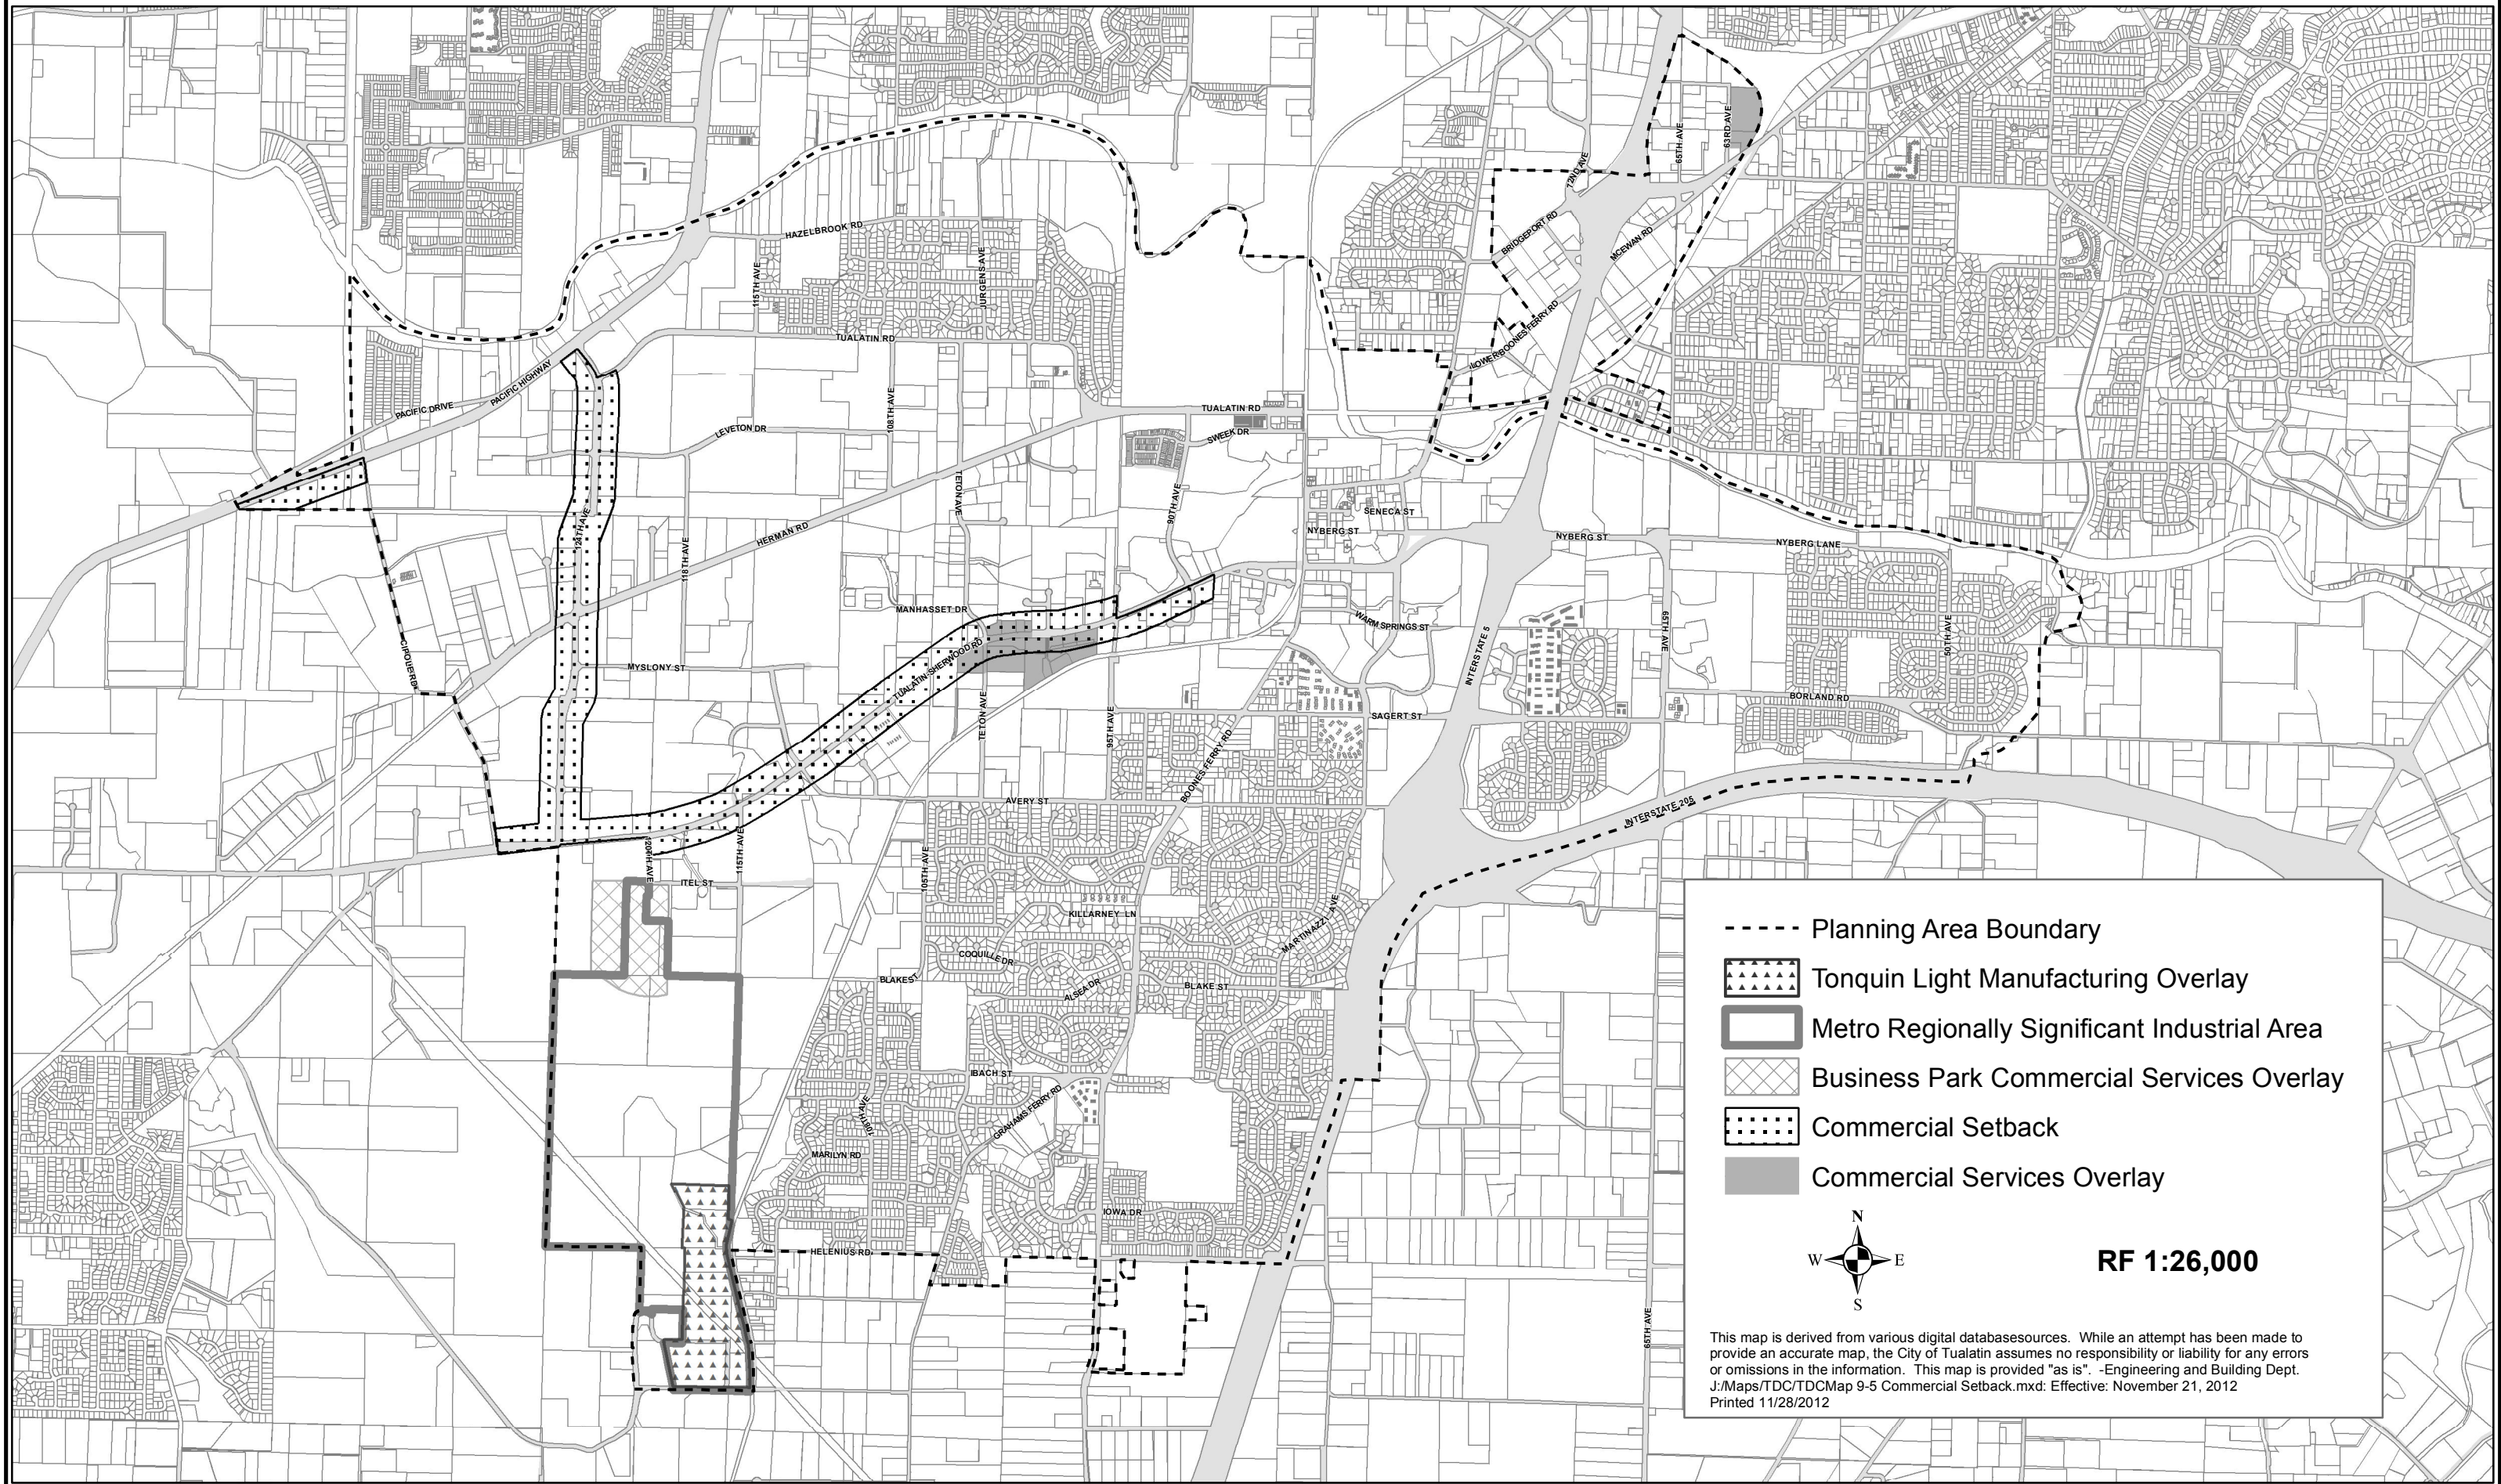 65TH AVE
63RD AVE
72ND AVE
HAZELBROOK RD
BRIDGEPORT RD
MCEWAN RD
115TH AVE
JURGENS AVE
TUALATIN RD
LOWER BOONES FERRY RD
PACIFIC HIGHWAY
PACIFIC DRIVE
108TH AVE
TUALATIN RD
LEVETON DR
SWEEK DR
TETON AVE
90TH AVE
SENECA ST
124TH AVE
HERMAN RD
NYBERG ST
NYBERG ST
NYBERG LANE
118TH AVE
MANHASSET DR
WARM SPRINGS ST
65TH AVE
50TH AVE
CIPOLE RD
MYSLONY ST
TUALATIN-SHERWOOD RD
INTERSTATE 5
BORLAND RD
TETON AVE
95TH AVE
SAGERT ST
BOONES FERRY RD
AVERY ST
INTERSTATE 205
120TH AVE
115TH AVE
ITEL ST
105TH AVE
KILLARNEY LN
MARTINAZZI AVE
COQUILLE DR
BLAKE ST
ALSEA DR
BLAKE ST
IBACH ST
GRAHAMS FERRY RD
108TH AVE
MARILYN RD
IOWA DR
HELENIUS RD
65TH AVE
Planning Area Boundary
Tonquin Light Manufacturing Overlay
Metro Regionally Significant Industrial Area
Business Park Commercial Services Overlay
Commercial Setback
Commercial Services Overlay
N
W E
S
RF 1:26,000
This map is derived from various digital databasesources. While an attempt has been made to
provide an accurate map, the City of Tualatin assumes no responsibility or liability for any errors
or omissions in the information. This map is provided "as is". -Engineering and Building Dept.
J:/Maps/TDC/TDCMap 9-5 Commercial Setback.mxd: Effective: November 21, 2012
Printed 11/28/2012